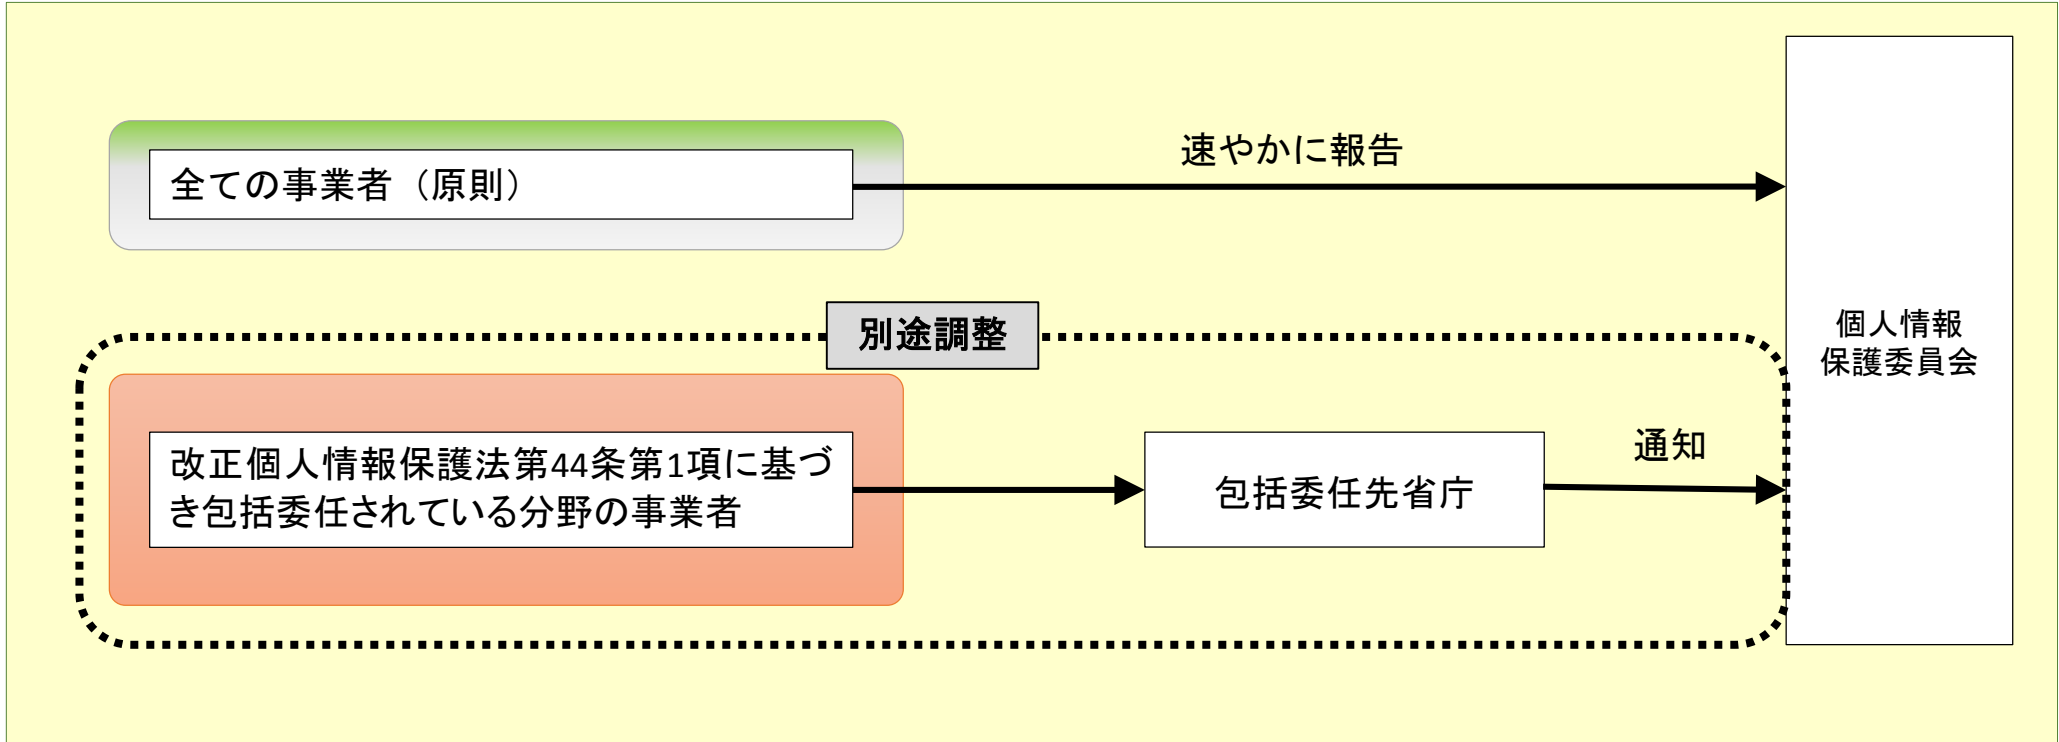 全ての事業者（原則）
速やかに報告
別途調整
改正個人情報保護法第44条第1項に基づ
き包括委任されている分野の事業者
包括委任先省庁
通知
個人情報
保護委員会